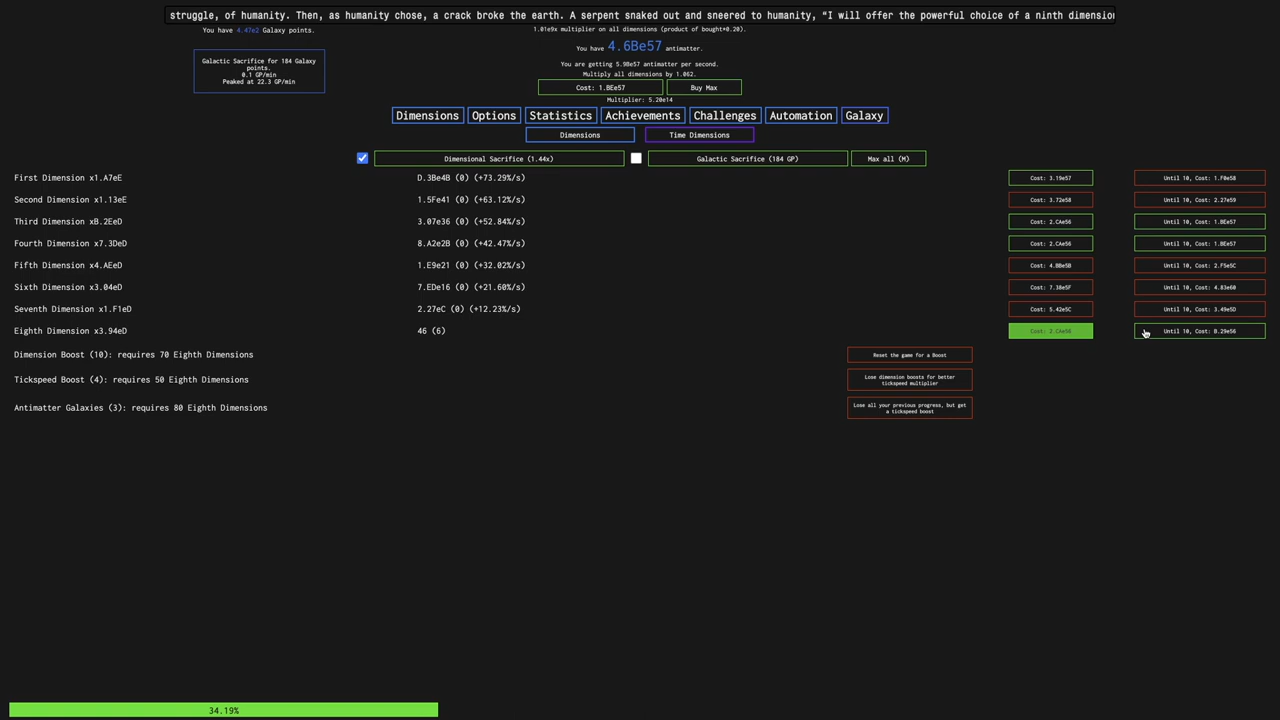 struggle, of humanity. Then, as humanity chose, a crack broke the earth. A serpent snaked out and sneered to humanity, “I will offer the powerful choice of a ninth dimension
You have 4.47e2 Galaxy points.
1.01e9x multiplier on all dimensions (product of bought*0.20).
You have 4.6Be57 antimatter.
Galactic Sacrifice for 184 Galaxy
points.
0.1 GP/min
Peaked at 22.3 GP/min
You are getting 5.98e57 antimatter per second.
Multiply all dimensions by 1.062.
Cost: 1.BEe57 Buy Max
Multiplier: 5.20e14
Dimensions Options Statistics Achievements Challenges Automation Galaxy
Dimensions Time Dimensions
Dimensional Sacrifice (1.44x) Galactic Sacrifice (184 GP) Max all (M)
First Dimension x1.A7eE D.3Be4B (0) (+73.29%/s) Cost: 3.19e57 Until 10, Cost: 1.F0e58
Second Dimension x1.13eE 1.5Fe41 (0) (+63.12%/s) Cost: 3.72e58 Until 10, Cost: 2.27e59
Third Dimension xB.2EeD 3.07e36 (0) (+52.84%/s) Cost: 2.CAe56 Until 10, Cost: 1.BEe57
Fourth Dimension x7.3DeD 8.A2e2B (0) (+42.47%/s) Cost: 2.CAe56 Until 10, Cost: 1.BEe57
Fifth Dimension x4.AEeD 1.E9e21 (0) (+32.02%/s) Cost: 4.BBe5B Until 10, Cost: 2.F5e5C
Sixth Dimension x3.04eD 7.EDe16 (0) (+21.60%/s) Cost: 7.38e5F Until 10, Cost: 4.83e60
Seventh Dimension x1.F1eD 2.27eC (0) (+12.23%/s) Cost: 5.42e5C Until 10, Cost: 3.49e5D
Eighth Dimension x3.94eD 46 (6) Cost: 2.CAe56 Until 10, Cost: B.29e56
Dimension Boost (10): requires 70 Eighth Dimensions Reset the game for a Boost
Tickspeed Boost (4): requires 50 Eighth Dimensions Lose dimension boosts for better
tickspeed multiplier
Antimatter Galaxies (3): requires 80 Eighth Dimensions Lose all your previous progress, but get
a tickspeed boost
34.19%